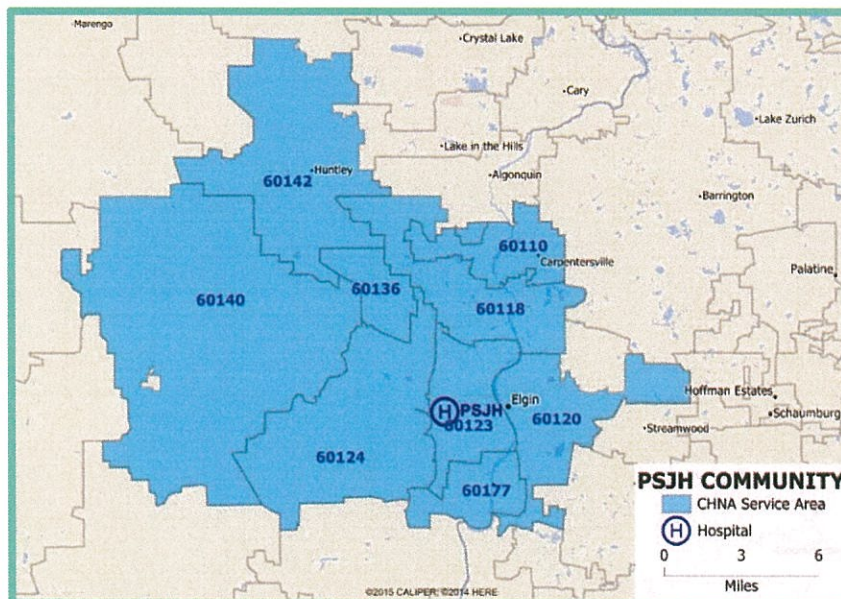 Marengo
Crystal Lake
Cary
Lake Zurich
Lake in the Hills
Huntley
60142
Algonquin
Barrington
60110
Carpentersville
Palatine
60136
60140
60118
Hoffman Estates
Elgin
H PSJH
60123
60120
Schaumburg
Streamwood
60124
60177
PSJH COMMUNITY
CHNA Service Area
H Hospital
0 3 6
Miles
©2015 CALIPER; ©2014 HERE